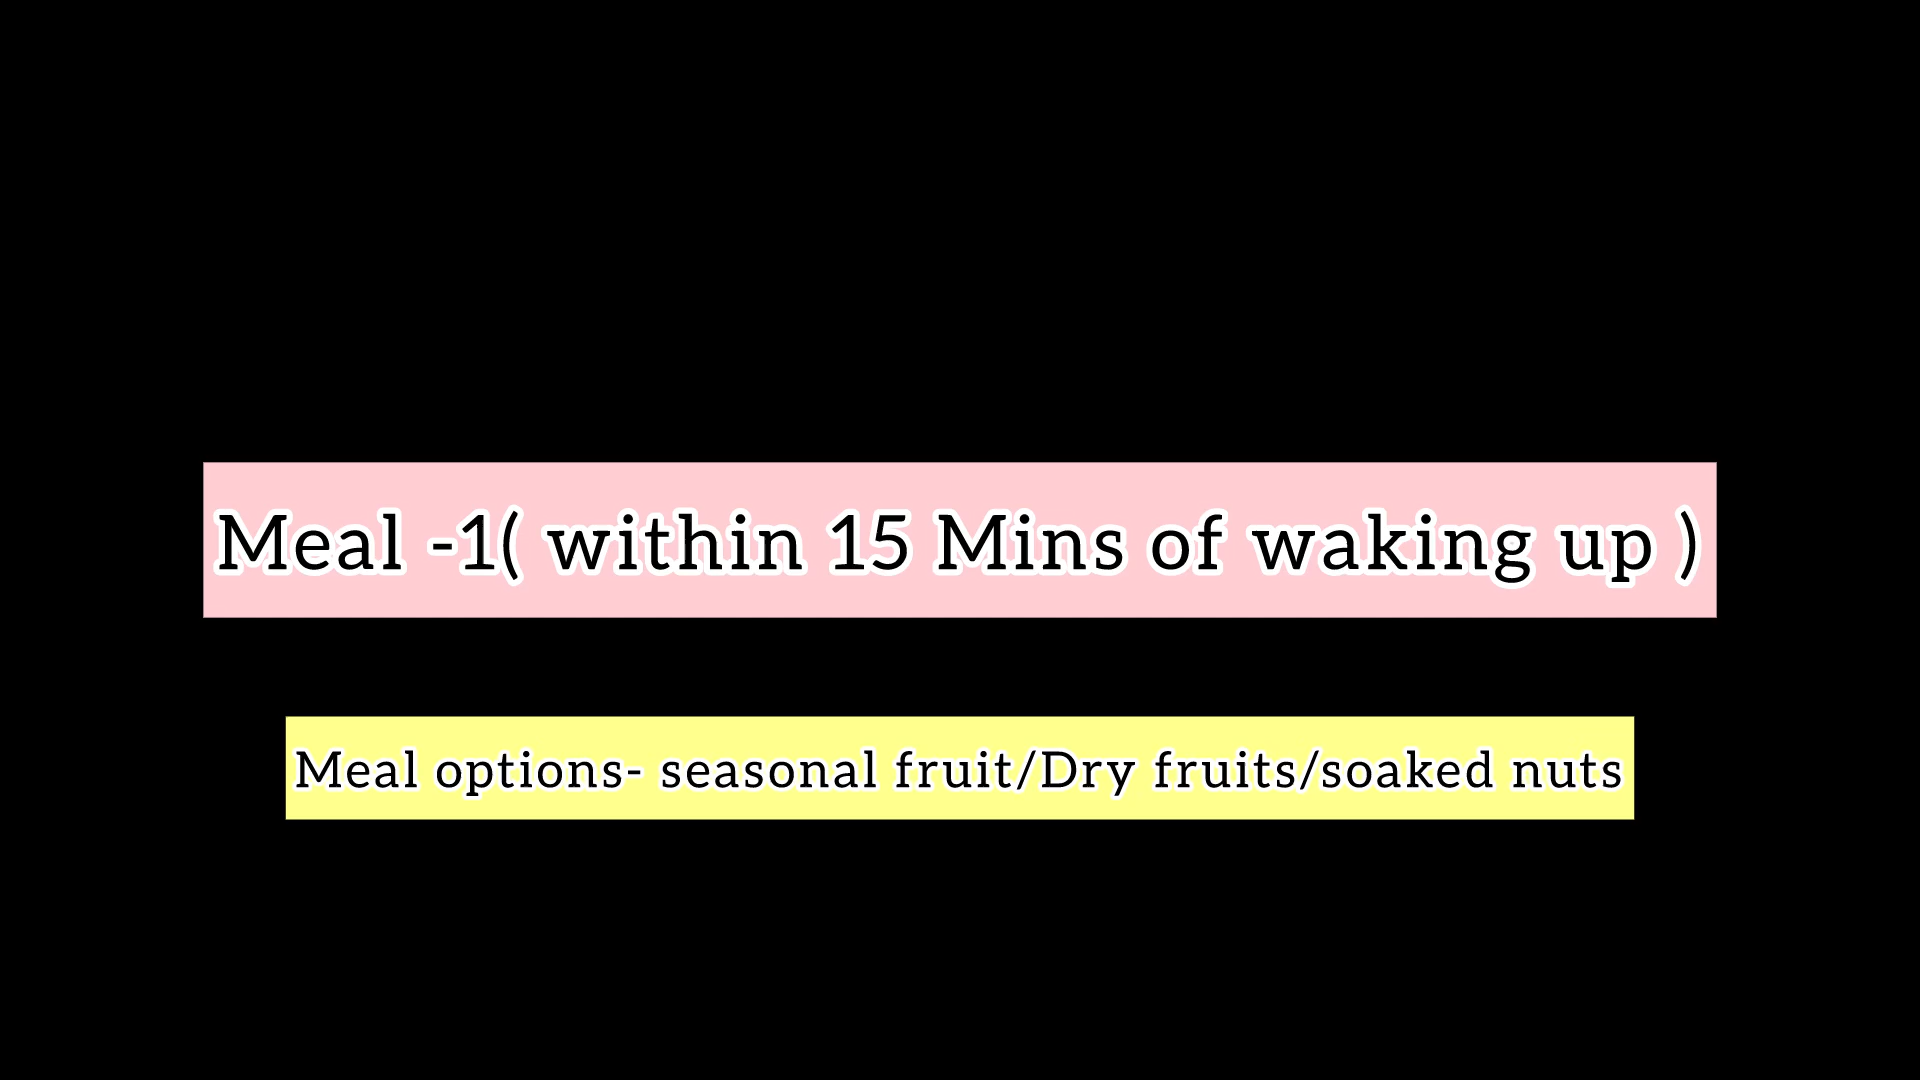 Meal -1( within 15 Mins of waking up )
Meal options- seasonal fruit/Dry fruits/soaked nuts